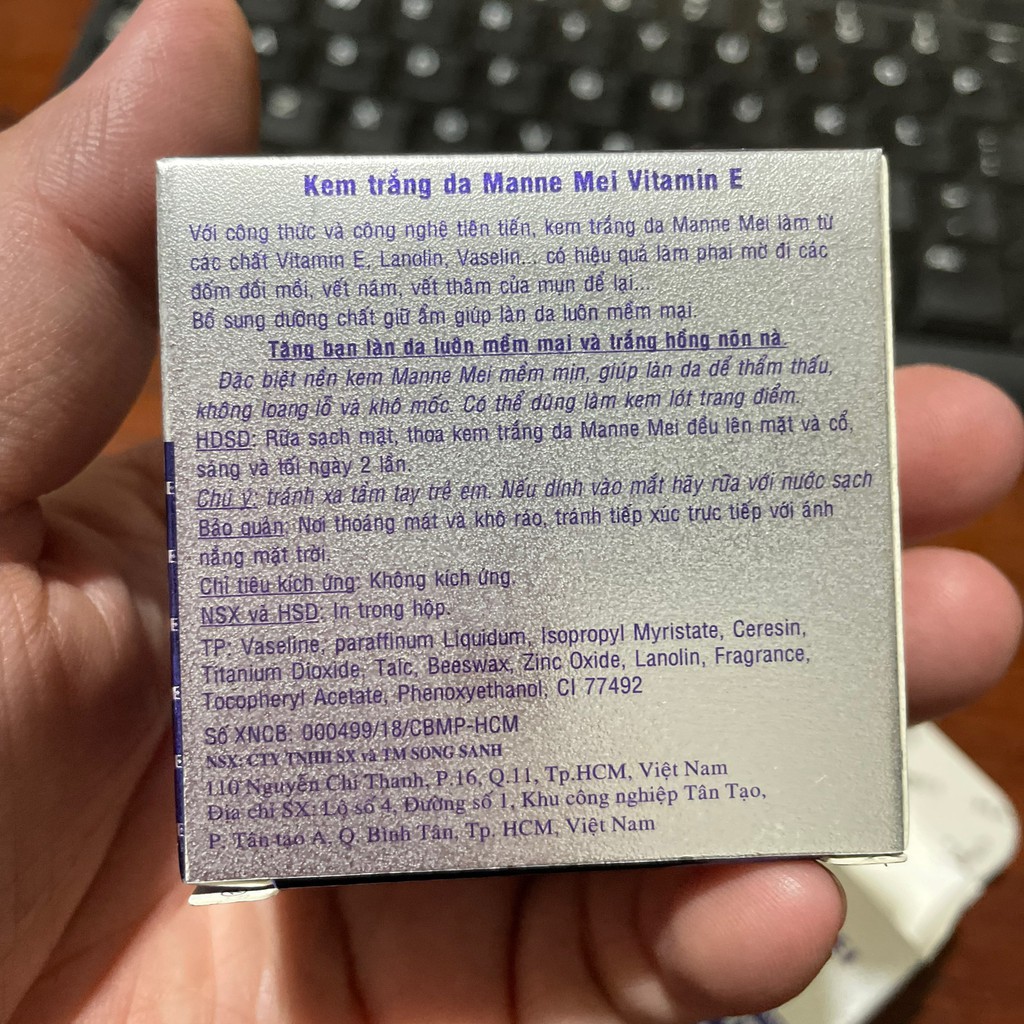 Kem trắng da Manne Mei Vitamin E
Với công thức và công nghệ tiên tiến, kem trắng da Manne Mei làm từ
các chất Vitamin E, Lanolin, Vaselin... có hiệu quả làm phai mờ đi các
đốm đồi mồi, vết nám, vết thâm của mụn để lại...
Bổ sung dưỡng chất giữ ẩm giúp làn da luôn mềm mại.
Tăng bạn làn da luôn mềm mại và trắng hồng nõn nà
Đặc biệt nền kem Manne Mei mềm mịn, giúp làn da dể thẩm thấu,
không loang lỗ và khô mốc. Có thể dùng làm kem lót trang điểm.
HDSD: Rữa sạch mặt, thoa kem trắng da Manne Mei đều lên mặt và cổ,
sáng và tối ngày 2 lần.
Chú ý: tránh xa tầm tay trẻ em. Nếu dính vào mắt hãy rữa với nước sạch
Bảo quản: Nơi thoáng mát và khô ráo, tránh tiếp xúc trực tiếp với ánh
nắng mặt trời.
Chỉ tiêu kích ứng: Không kích ứng.
NSX và HSD: In trong hộp.
TP: Vaseline, paraffinum Liquidum, Isopropyl Myristate, Ceresin,
Titanium Dioxide, Talc, Beeswax, Zinc Oxide, Lanolin, Fragrance,
Tocopheryl Acetate, Phenoxyethanol, CI 77492
Số XNCB: 000499/18/CBMP-HCM
NSX: CTY TNHH SX và TM SONG SANH
110 Nguyễn Chí Thanh, P.16, Q.11, Tp.HCM, Việt Nam
Địa chỉ SX: Lô số 4, Đường số 1, Khu công nghiệp Tân Tạo,
P. Tân tạo A, Q. Bình Tân, Tp. HCM, Việt Nam